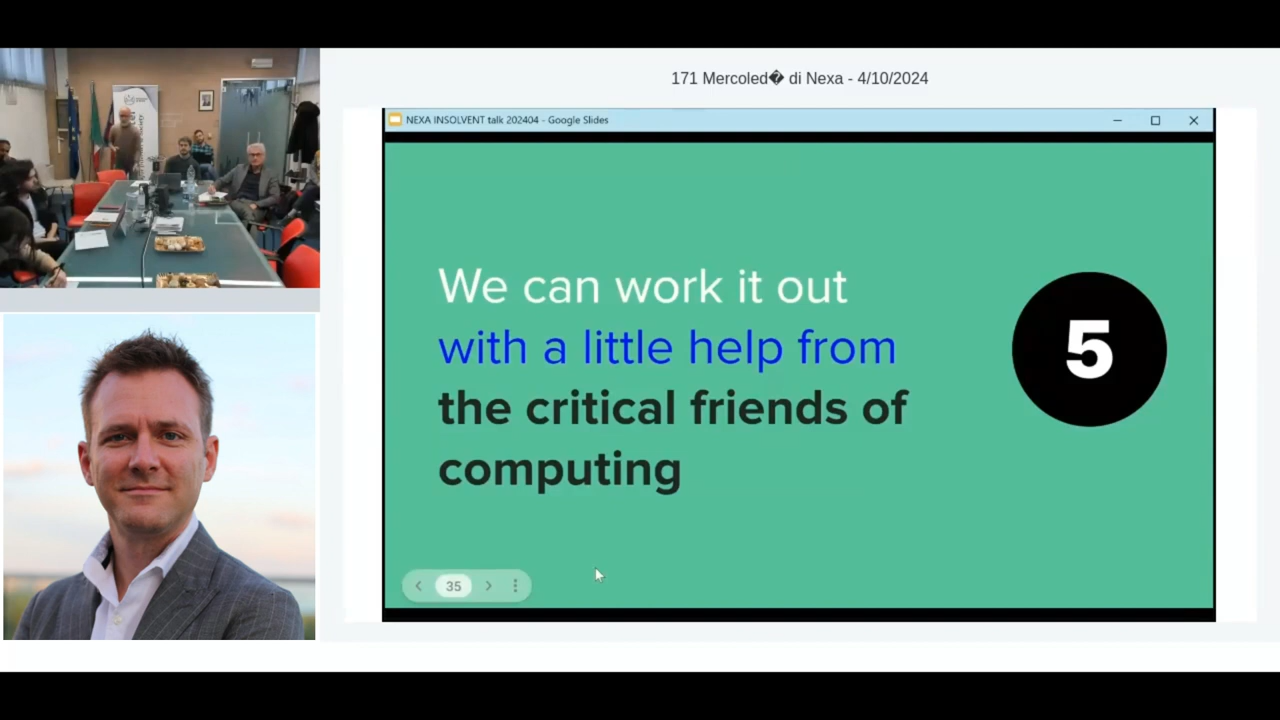 171 Mercoled� di Nexa - 4/10/2024
NEXA INSOLVENT talk 202404 - Google Slides
We can work it out
with a little help from
the critical friends of
computing
5
35